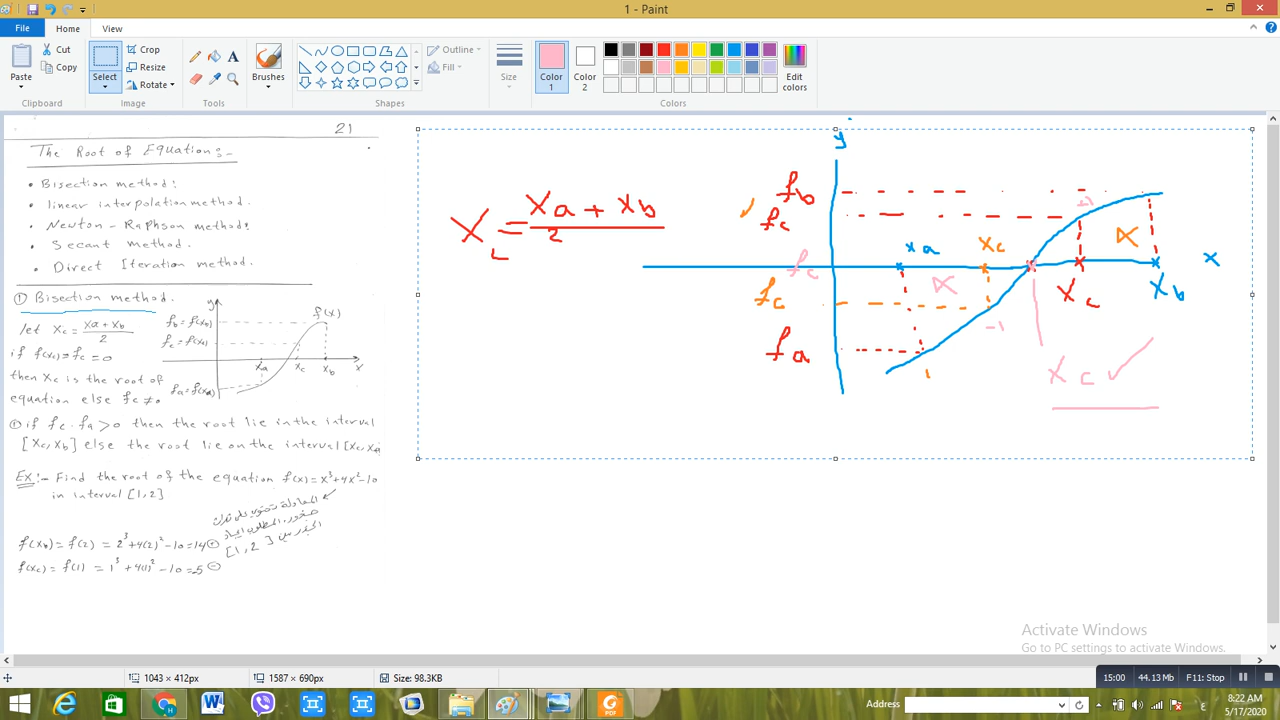 1 - Paint
File
Home
View
Paste
Cut
Copy
Clipboard
Select
Crop
Resize
Rotate
Image
A
Tools
Brushes
Outline
Fill
Shapes
Size
Color 1
Color 2
Edit colors
Colors
21
The Root of Equation:-
• Bisection method:
• linear interpolation method.
• Newton - Raphson method:
• Secant method.
• Direct Iteration method.
① Bisection method.
let Xc = Xa + Xb / 2
if f(xc) = fc = 0
then Xc is the root of
equation else fc ≠ 0
y
f(x)
fb = f(xb)
fc = f(xc)
fa = f(xa)
xa
xc
xb
x
if fc . fa > 0 then the root lie in the interval
[Xc, Xb] else the root lie on the interval [Xc, Xa]
EX:- Find the root of the equation f(x) = x³+4x²-10
in interval [1,2]
[1,2]
f(xb) = f(2) = 2³+4(2)²-10 = 14 +
f(xc) = f(1) = 1³+4(1)²-10 = -5 -
Xc = Xa + Xb / 2
y
fb
fc
fc
fc
fa
xa
xc
xc
xb
x
+1
-1
Xc ✓
Activate Windows
Go to PC settings to activate Windows.
1043 × 412px
1587 × 690px
Size: 98.3KB
15:00
44.13 Mb
F11: Stop
Address
ع
8:22 AM
5/17/2020